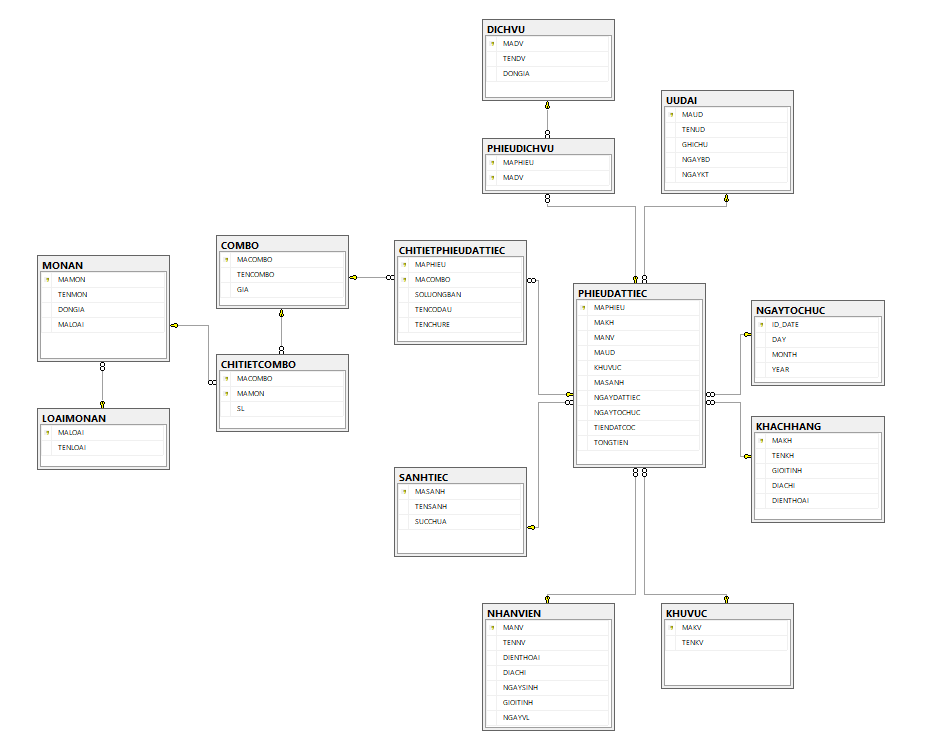 DICHVU
MADV
TENDV
DONGIA
UUDAI
MAUD
TENUD
GHICHU
NGAYBD
NGAYKT
PHIEUDICHVU
MAPHIEU
MADV
COMBO
MACOMBO
TENCOMBO
GIA
CHITIETPHIEUDATTIEC
MAPHIEU
MACOMBO
SOLUONGBAN
TENCODAU
TENCHURE
MONAN
MAMON
TENMON
DONGIA
MALOAI
PHIEUDATTIEC
MAPHIEU
MAKH
MANV
MAUD
KHUVUC
MASANH
NGAYDATTIEC
NGAYTOCHUC
TIENDATCOC
TONGTIEN
NGAYTOCHUC
ID_DATE
DAY
MONTH
YEAR
CHITIETCOMBO
MACOMBO
MAMON
SL
LOAIMONAN
MALOAI
TENLOAI
KHACHHANG
MAKH
TENKH
GIOITINH
DIACHI
DIENTHOAI
SANHTIEC
MASANH
TENSANH
SUCCHUA
NHANVIEN
MANV
TENNV
DIENTHOAI
DIACHI
NGAYSINH
GIOITINH
NGAYVL
KHUVUC
MAKV
TENKV